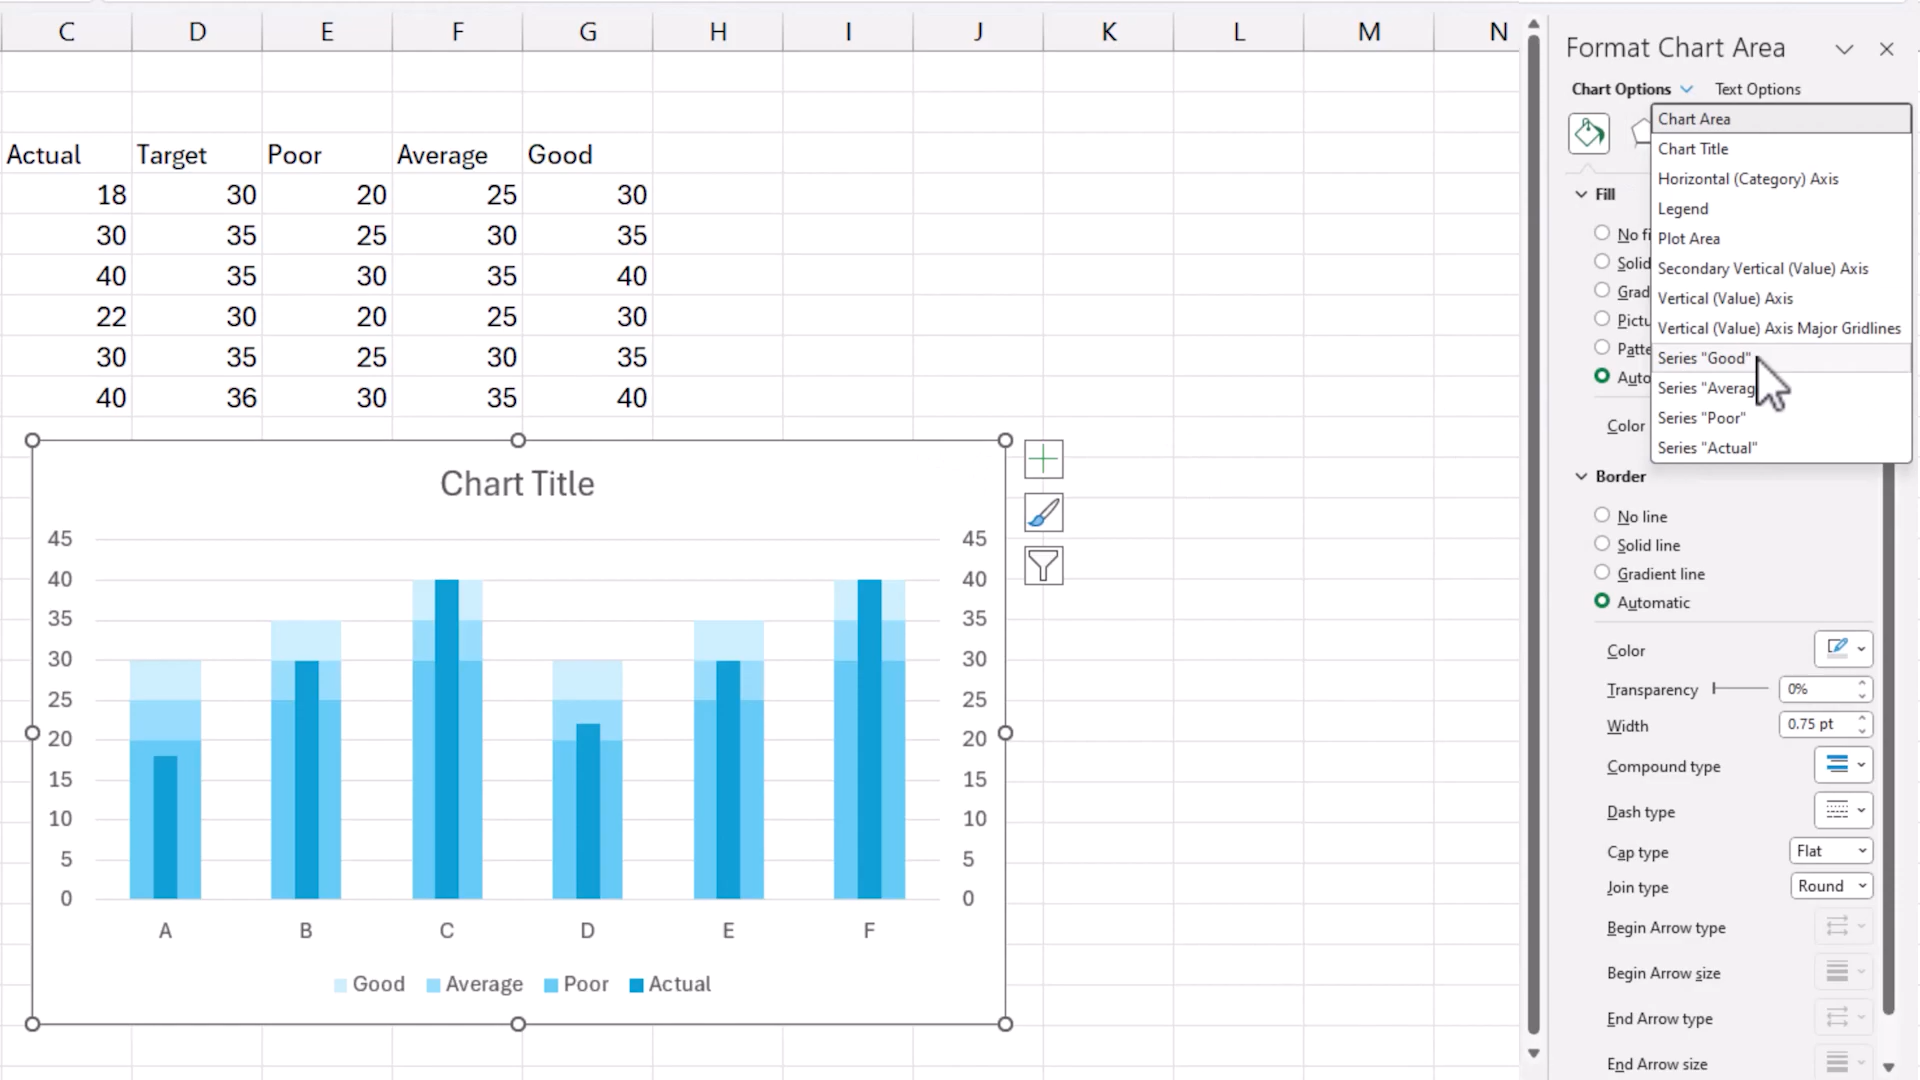 C D E F G H I J K L M N
Actual Target Poor Average Good
18 30 20 25 30
30 35 25 30 35
40 35 30 35 40
22 30 20 25 30
30 35 25 30 35
40 36 30 35 40
Chart Title
45 45
40 40
35 35
30 30
25 25
20 20
15 15
10 10
5 5
0 0
A B C D E F
Good Average Poor Actual
Format Chart Area
Chart Options Text Options
Chart Area
Chart Title
Horizontal (Category) Axis
Legend
Plot Area
Secondary Vertical (Value) Axis
Vertical (Value) Axis
Vertical (Value) Axis Major Gridlines
Series "Good"
Series "Averag
Series "Poor"
Series "Actual"
Fill
No fi
Solid
Grad
Pictu
Patte
Auto
Color
Border
No line
Solid line
Gradient line
Automatic
Color
Transparency 0%
Width 0.75 pt
Compound type
Dash type
Cap type Flat
Join type Round
Begin Arrow type
Begin Arrow size
End Arrow type
End Arrow size